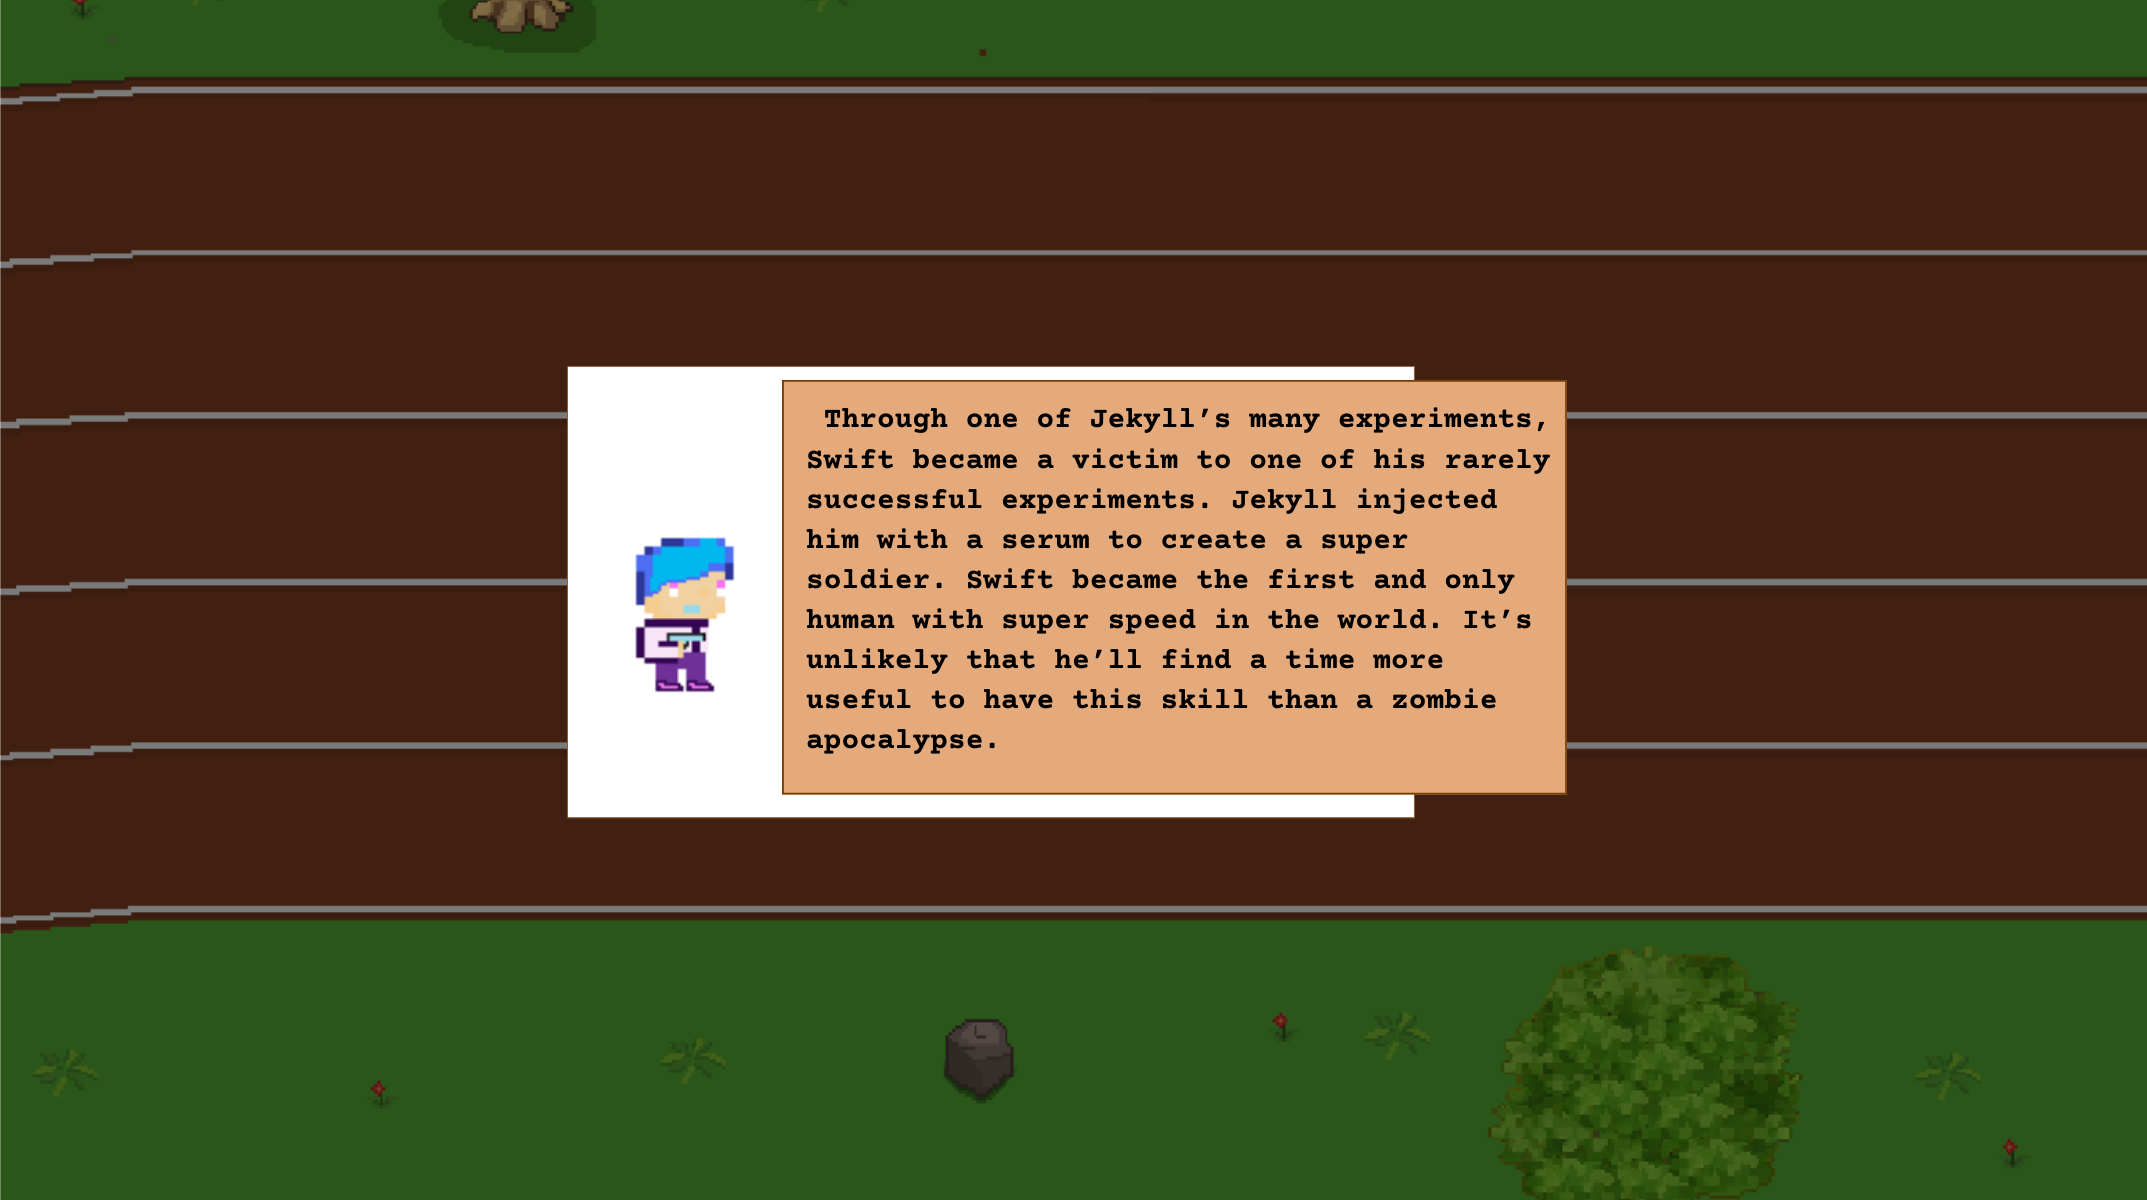 Through one of Jekyll’s many experiments,
Swift became a victim to one of his rarely
successful experiments. Jekyll injected
him with a serum to create a super
soldier. Swift became the first and only
human with super speed in the world. It’s
unlikely that he’ll find a time more
useful to have this skill than a zombie
apocalypse.